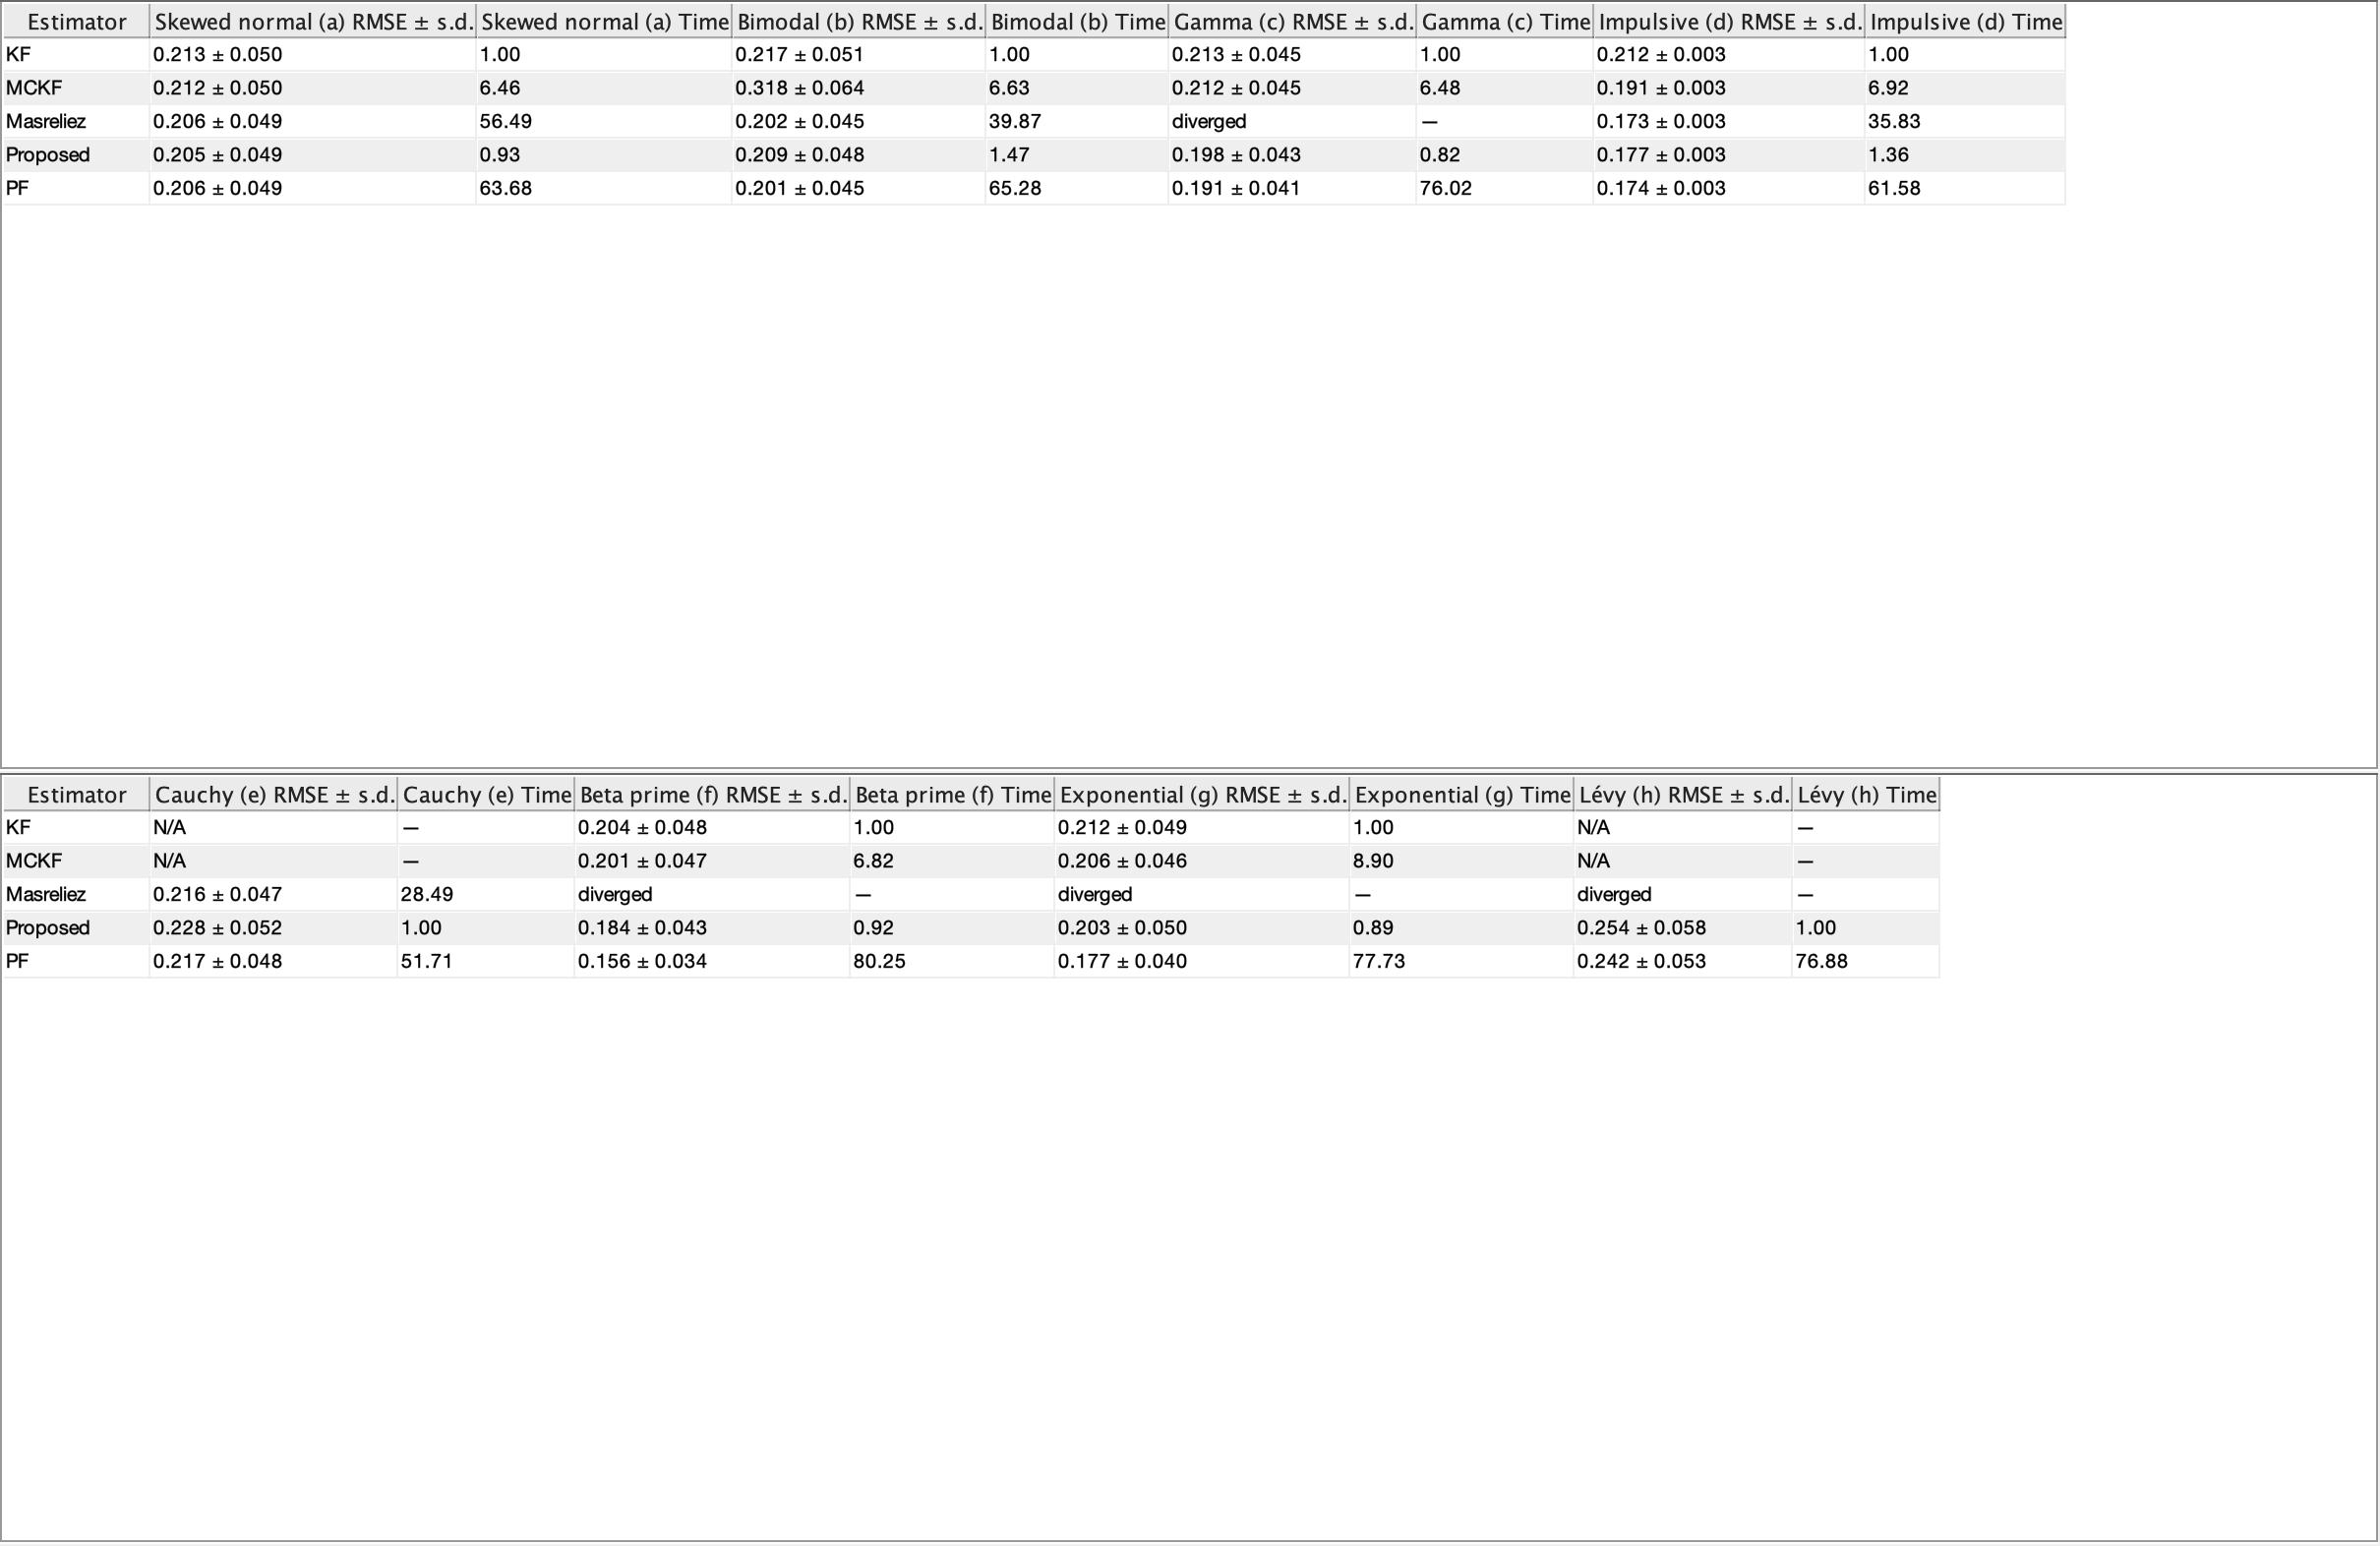 Estimator Skewed normal (a) RMSE ± s.d. Skewed normal (a) Time Bimodal (b) RMSE ± s.d. Bimodal (b) Time Gamma (c) RMSE ± s.d. Gamma (c) Time Impulsive (d) RMSE ± s.d. Impulsive (d) Time
KF 0.213 ± 0.050 1.00 0.217 ± 0.051 1.00 0.213 ± 0.045 1.00 0.212 ± 0.003 1.00
MCKF 0.212 ± 0.050 6.46 0.318 ± 0.064 6.63 0.212 ± 0.045 6.48 0.191 ± 0.003 6.92
Masreliez 0.206 ± 0.049 56.49 0.202 ± 0.045 39.87 diverged — 0.173 ± 0.003 35.83
Proposed 0.205 ± 0.049 0.93 0.209 ± 0.048 1.47 0.198 ± 0.043 0.82 0.177 ± 0.003 1.36
PF 0.206 ± 0.049 63.68 0.201 ± 0.045 65.28 0.191 ± 0.041 76.02 0.174 ± 0.003 61.58
Estimator Cauchy (e) RMSE ± s.d. Cauchy (e) Time Beta prime (f) RMSE ± s.d. Beta prime (f) Time Exponential (g) RMSE ± s.d. Exponential (g) Time Lévy (h) RMSE ± s.d. Lévy (h) Time
KF N/A — 0.204 ± 0.048 1.00 0.212 ± 0.049 1.00 N/A —
MCKF N/A — 0.201 ± 0.047 6.82 0.206 ± 0.046 8.90 N/A —
Masreliez 0.216 ± 0.047 28.49 diverged — diverged — diverged —
Proposed 0.228 ± 0.052 1.00 0.184 ± 0.043 0.92 0.203 ± 0.050 0.89 0.254 ± 0.058 1.00
PF 0.217 ± 0.048 51.71 0.156 ± 0.034 80.25 0.177 ± 0.040 77.73 0.242 ± 0.053 76.88